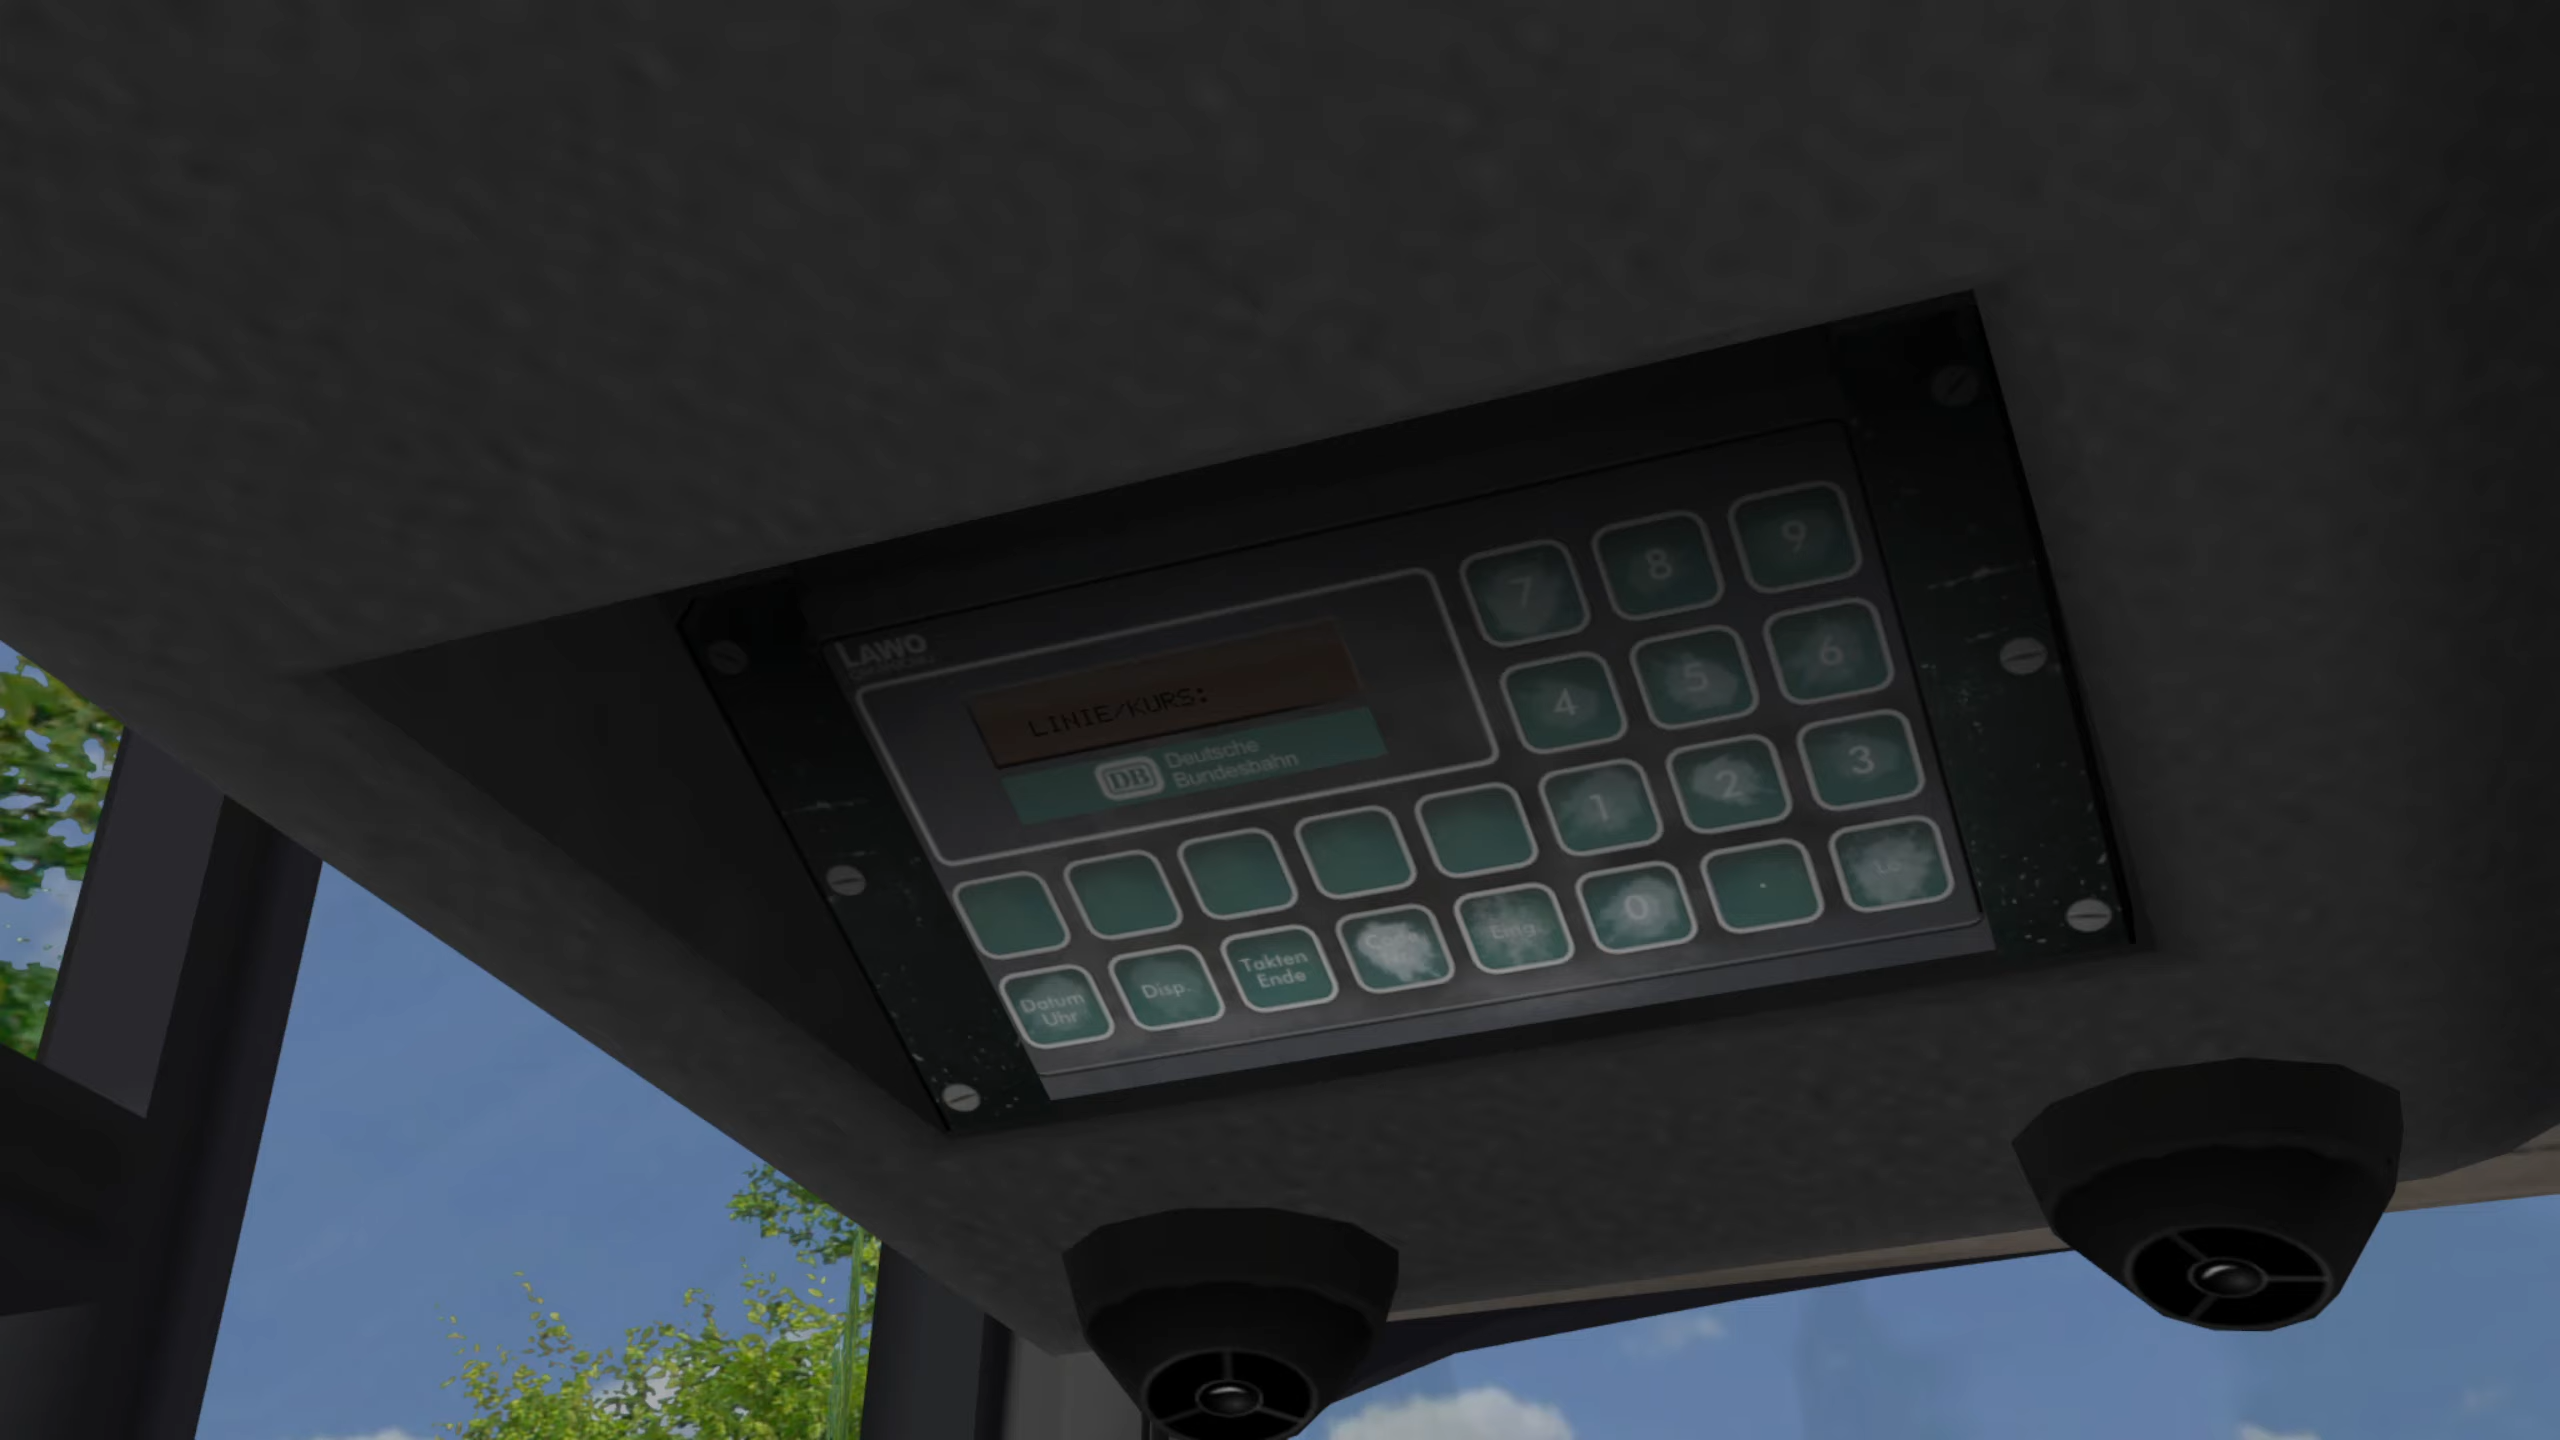 LAWO
LINIE/KURS:
DB
Deutsche
Bundesbahn
7 8 9
4 5 6
1 2 3
Datum
Uhr
Disp.
Takten
Ende
Eing.
0
.